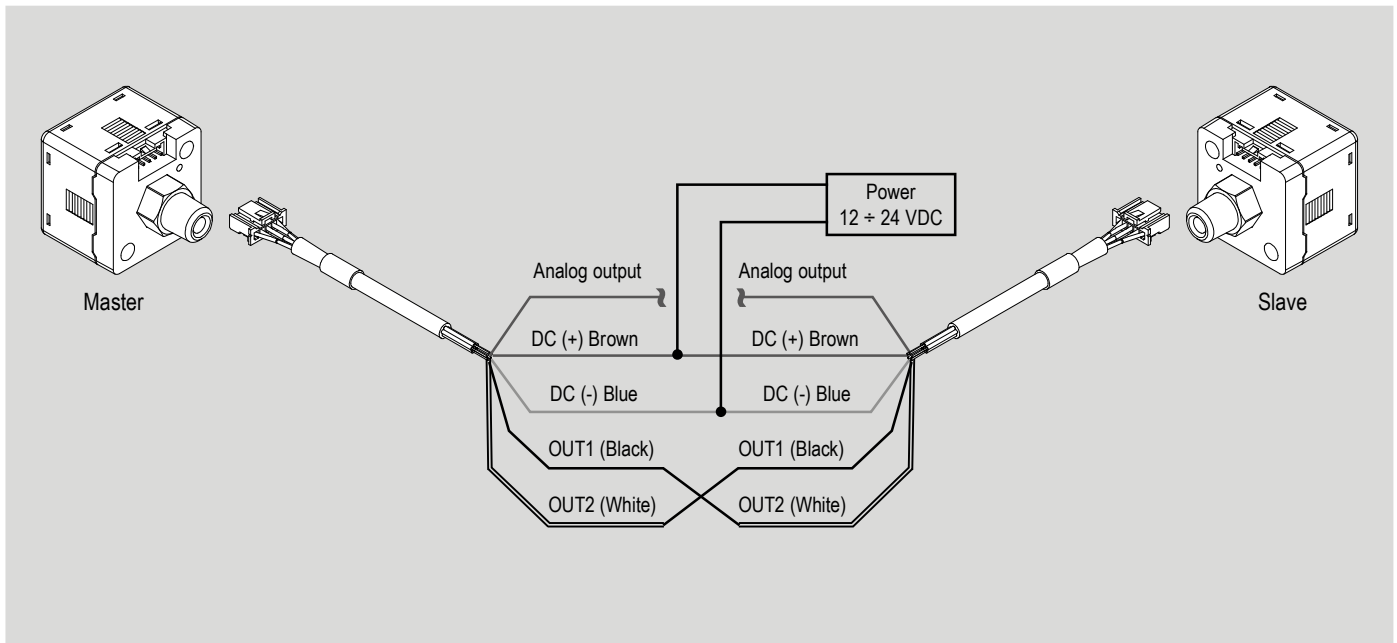 Power
12 ÷ 24 VDC
Analog output
Analog output
Master
Slave
DC (+) Brown
DC (+) Brown
DC (-) Blue
DC (-) Blue
OUT1 (Black)
OUT1 (Black)
OUT2 (White)
OUT2 (White)